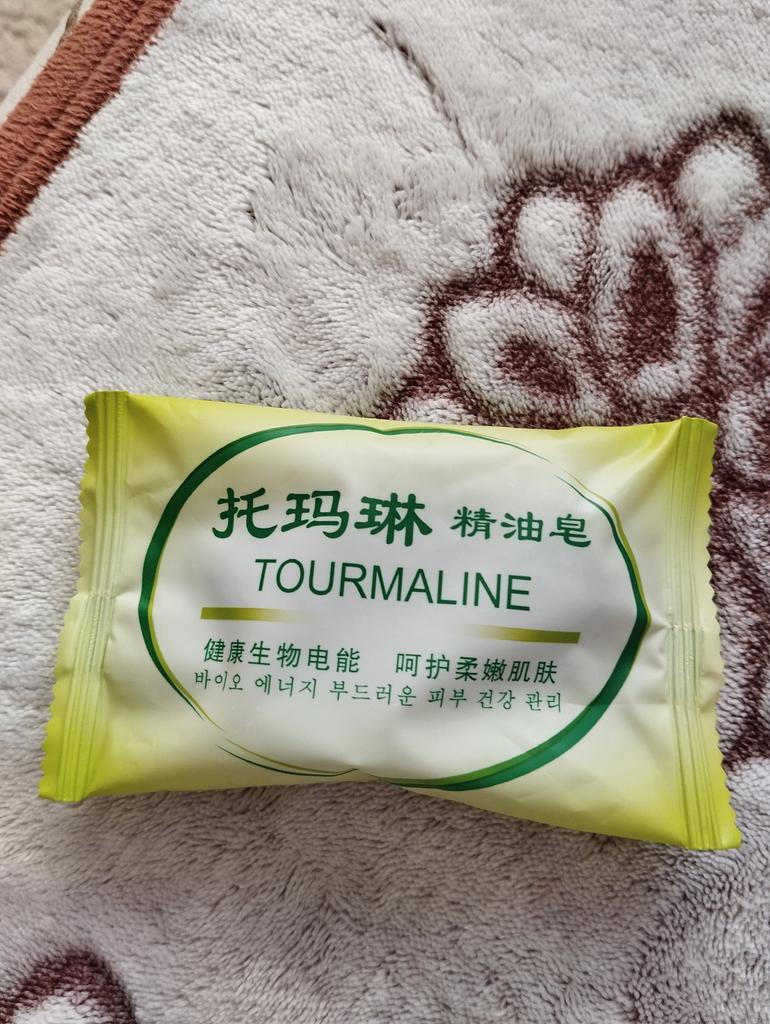 托玛琳 精油皂
TOURMALINE
健康生物电能 呵护柔嫩肌肤
바이오 에너지 부드러운 피부 건강 관리